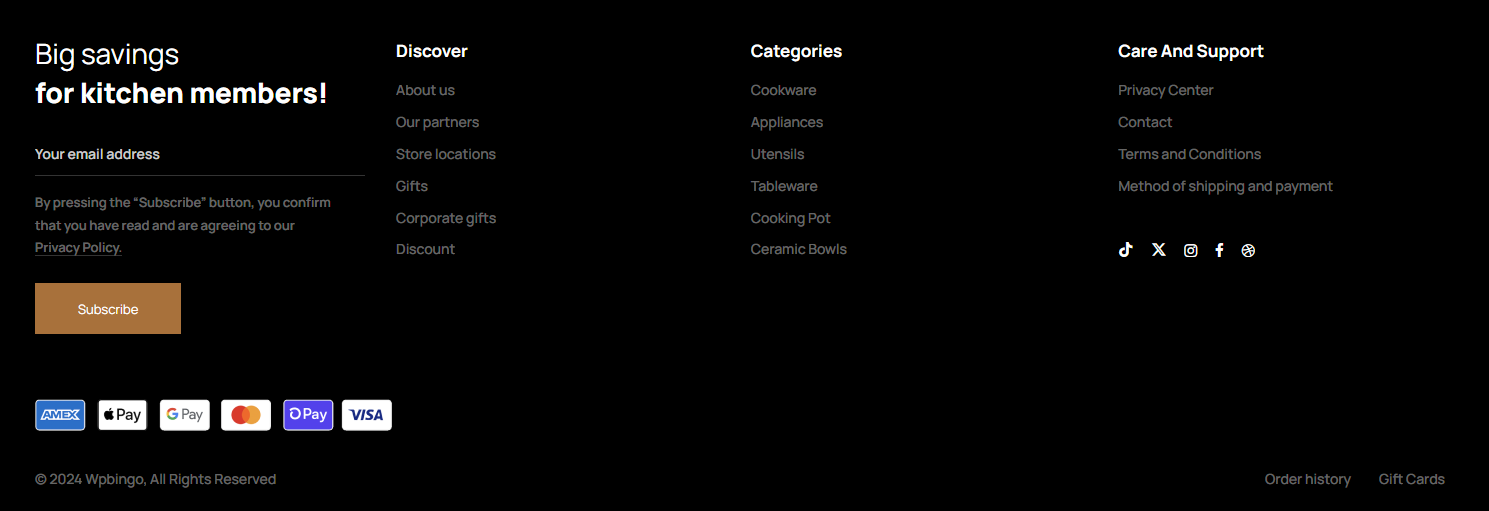 Big savings
for kitchen members!
Your email address
By pressing the “Subscribe” button, you confirm
that you have read and are agreeing to our
Privacy Policy.
Subscribe
Discover
About us
Our partners
Store locations
Gifts
Corporate gifts
Discount
Categories
Cookware
Appliances
Utensils
Tableware
Cooking Pot
Ceramic Bowls
Care And Support
Privacy Center
Contact
Terms and Conditions
Method of shipping and payment
AMEX Pay G Pay Pay VISA
© 2024 Wpbingo, All Rights Reserved
Order history Gift Cards